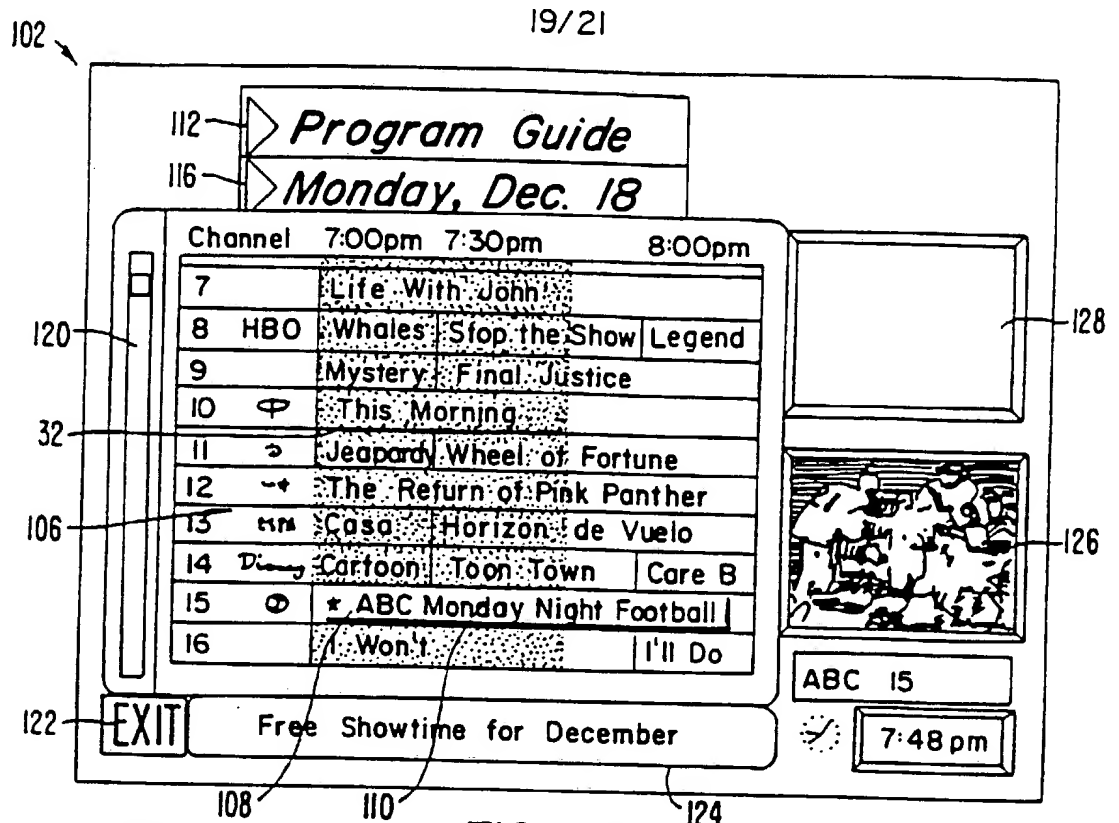 19/21
102
112
Program Guide
116
Monday, Dec. 18
Channel 7:00pm 7:30pm 8:00pm
7 Life With John
8 HBO Whales Stop the Show Legend
128
120
9 Mystery Final Justice
10 This Morning
32
11 Jeapardy Wheel of Fortune
12 The Return of Pink Panther
106
13 Casa Horizon de Vuelo
126
14 Disney Cartoon Toon Town Care B
15 * ABC Monday Night Football
16 I Won't I'll Do
ABC 15
122
EXIT
Free Showtime for December
7:48 pm
108
110
124